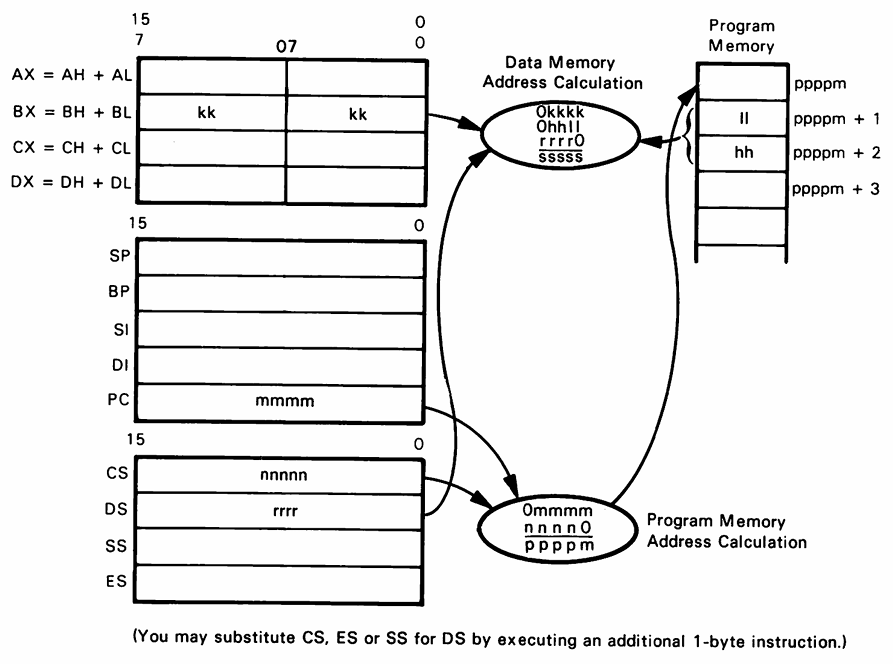 15 0
7 07 0
AX = AH + AL
BX = BH + BL kk kk
CX = CH + CL
DX = DH + DL
Data Memory
Address Calculation
0kkkk
0hhll
rrrr0
sssss
Program
Memory
ppppm
ll ppppm + 1
hh ppppm + 2
ppppm + 3
15 0
SP
BP
SI
DI
PC mmmm
15 0
CS nnnnn
DS rrrr
SS
ES
0mmmm
nnnn0
ppppm
Program Memory
Address Calculation
(You may substitute CS, ES or SS for DS by executing an additional 1-byte instruction.)